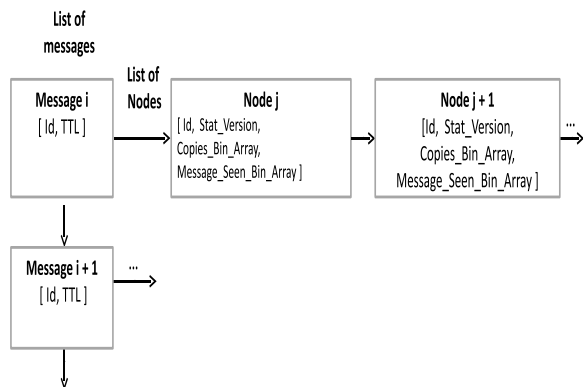 List of
messages
Message i
[ Id, TTL ]
List of
Nodes
Node j
[ Id, Stat_Version,
Copies_Bin_Array,
Message_Seen_Bin_Array ]
Node j + 1
[Id, Stat_Version,
Copies_Bin_Array,
Message_Seen_Bin_Array ]
...
Message i + 1
[ Id, TTL ]
...